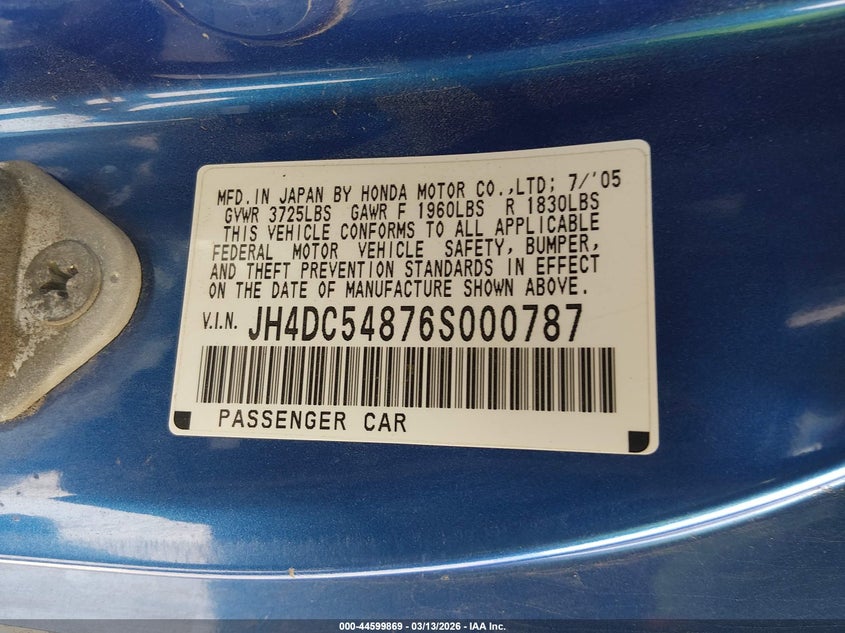 MFD.IN JAPAN BY HONDA MOTOR CO.,LTD; 7/'05
GVWR 3725LBS GAWR F 1960LBS R 1830LBS
THIS VEHICLE CONFORMS TO ALL APPLICABLE
FEDERAL MOTOR VEHICLE SAFETY, BUMPER,
AND THEFT PREVENTION STANDARDS IN EFFECT
ON THE DATE OF MANUFACTURE SHOWN ABOVE.
V.I.N. JH4DC54876S000787
PASSENGER CAR
000-44599869 — 03/13/2026 — IAA Inc.